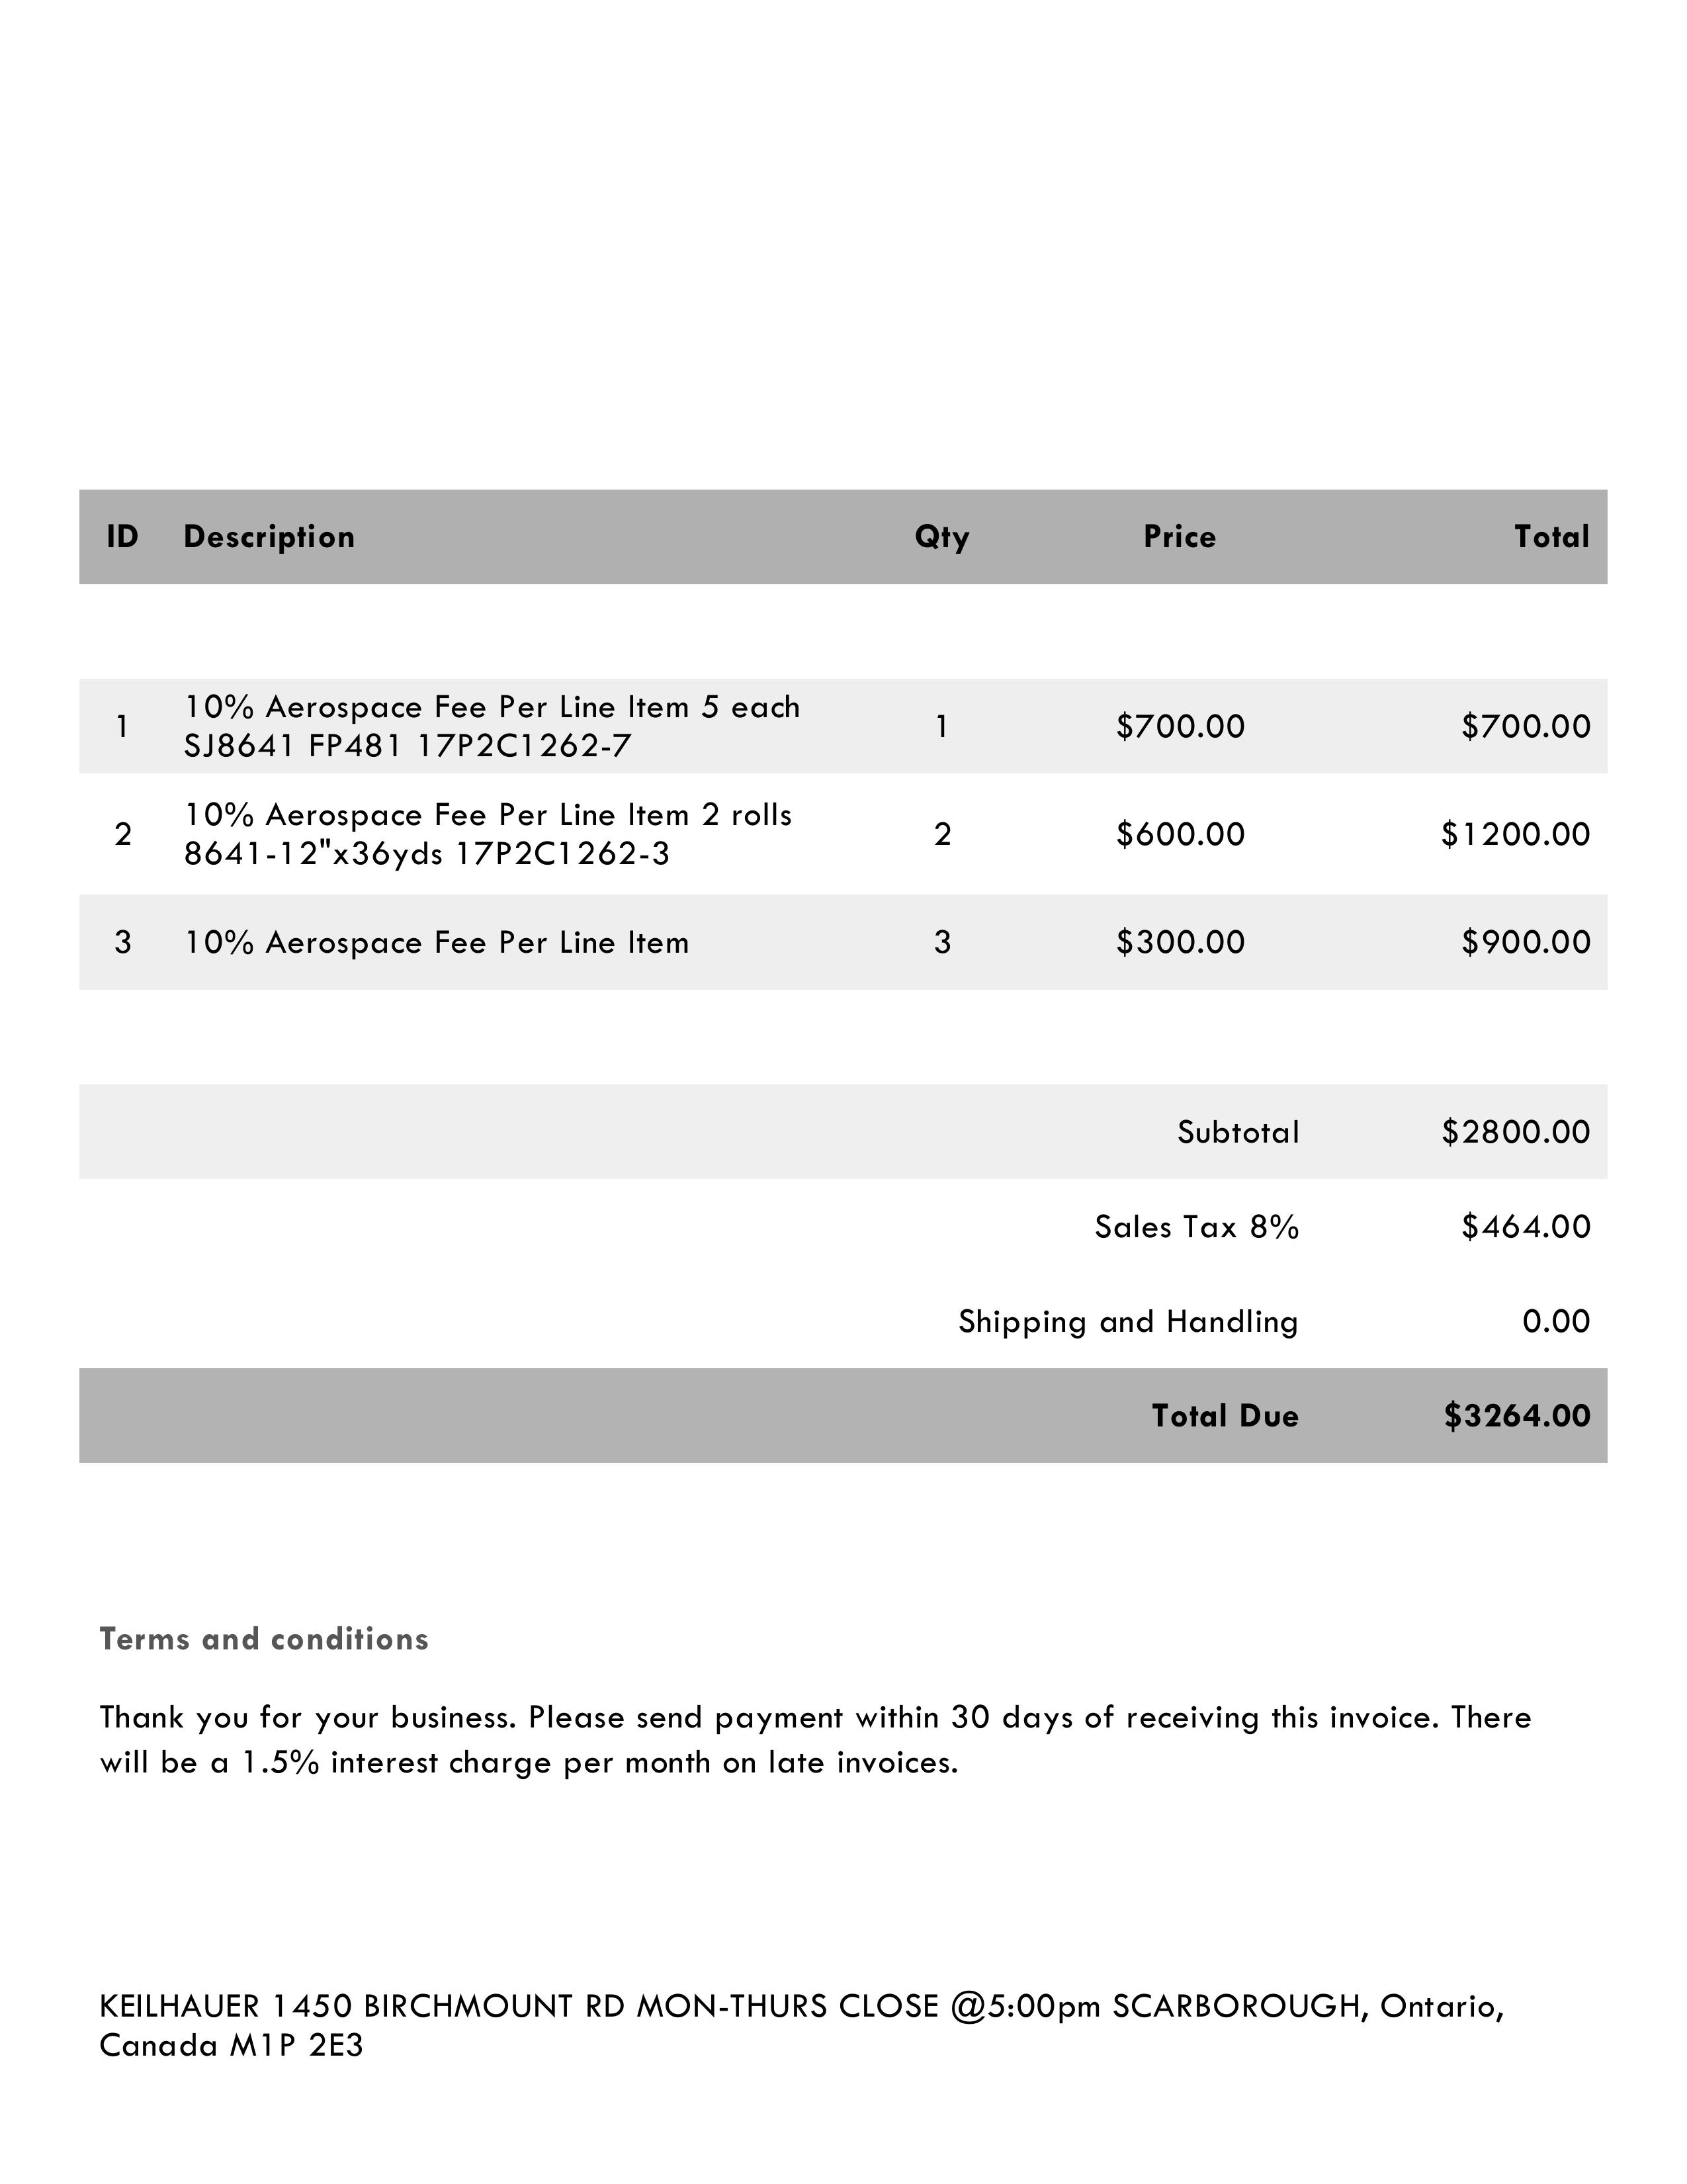 ID Description Qty Price Total
1 10% Aerospace Fee Per Line Item 5 each
SJ8641 FP481 17P2C1262-7 1 $700.00 $700.00
2 10% Aerospace Fee Per Line Item 2 rolls
8641-12"x36yds 17P2C1262-3 2 $600.00 $1200.00
3 10% Aerospace Fee Per Line Item 3 $300.00 $900.00
Subtotal $2800.00
Sales Tax 8% $464.00
Shipping and Handling 0.00
Total Due $3264.00
Terms and conditions
Thank you for your business. Please send payment within 30 days of receiving this invoice. There
will be a 1.5% interest charge per month on late invoices.
KEILHAUER 1450 BIRCHMOUNT RD MON-THURS CLOSE @5:00pm SCARBOROUGH, Ontario,
Canada M1P 2E3